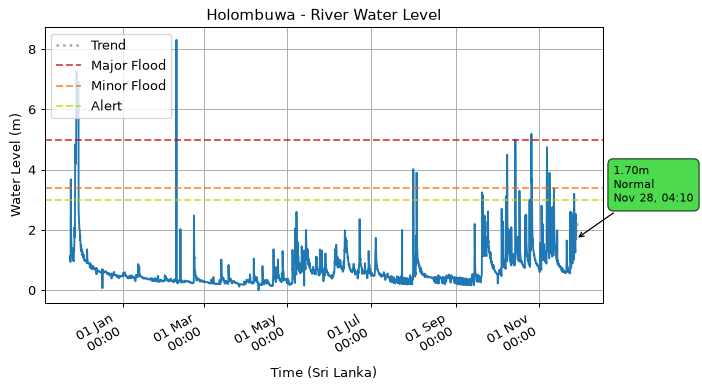 Holombuwa - River Water Level
Trend
Major Flood
Minor Flood
Alert
Water Level (m)
8
6
4
2
0
1.70m
Normal
Nov 28, 04:10
01 Jan
00:00
01 Mar
00:00
01 May
00:00
01 Jul
00:00
01 Sep
00:00
01 Nov
00:00
Time (Sri Lanka)